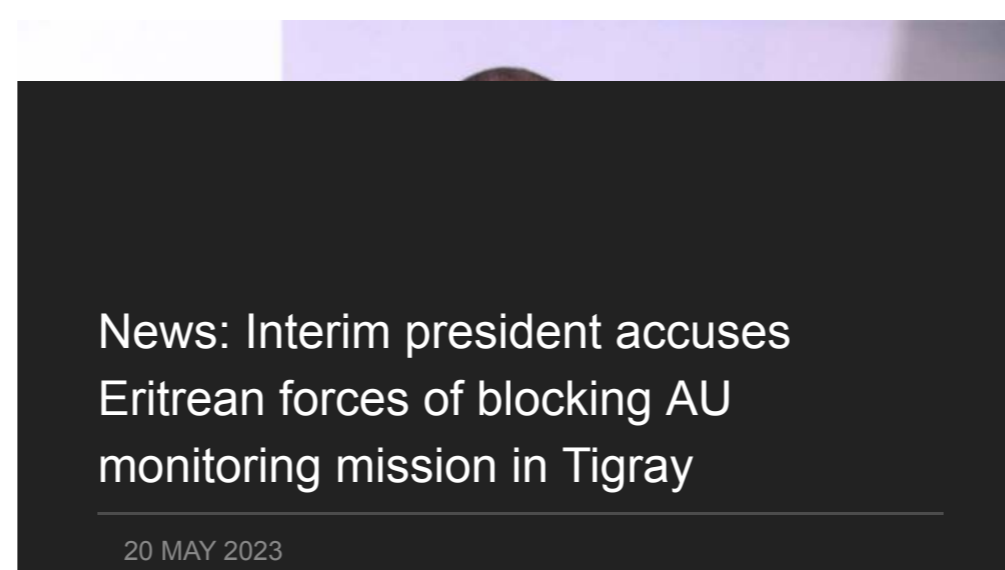 News: Interim president accuses
Eritrean forces of blocking AU
monitoring mission in Tigray
20 MAY 2023